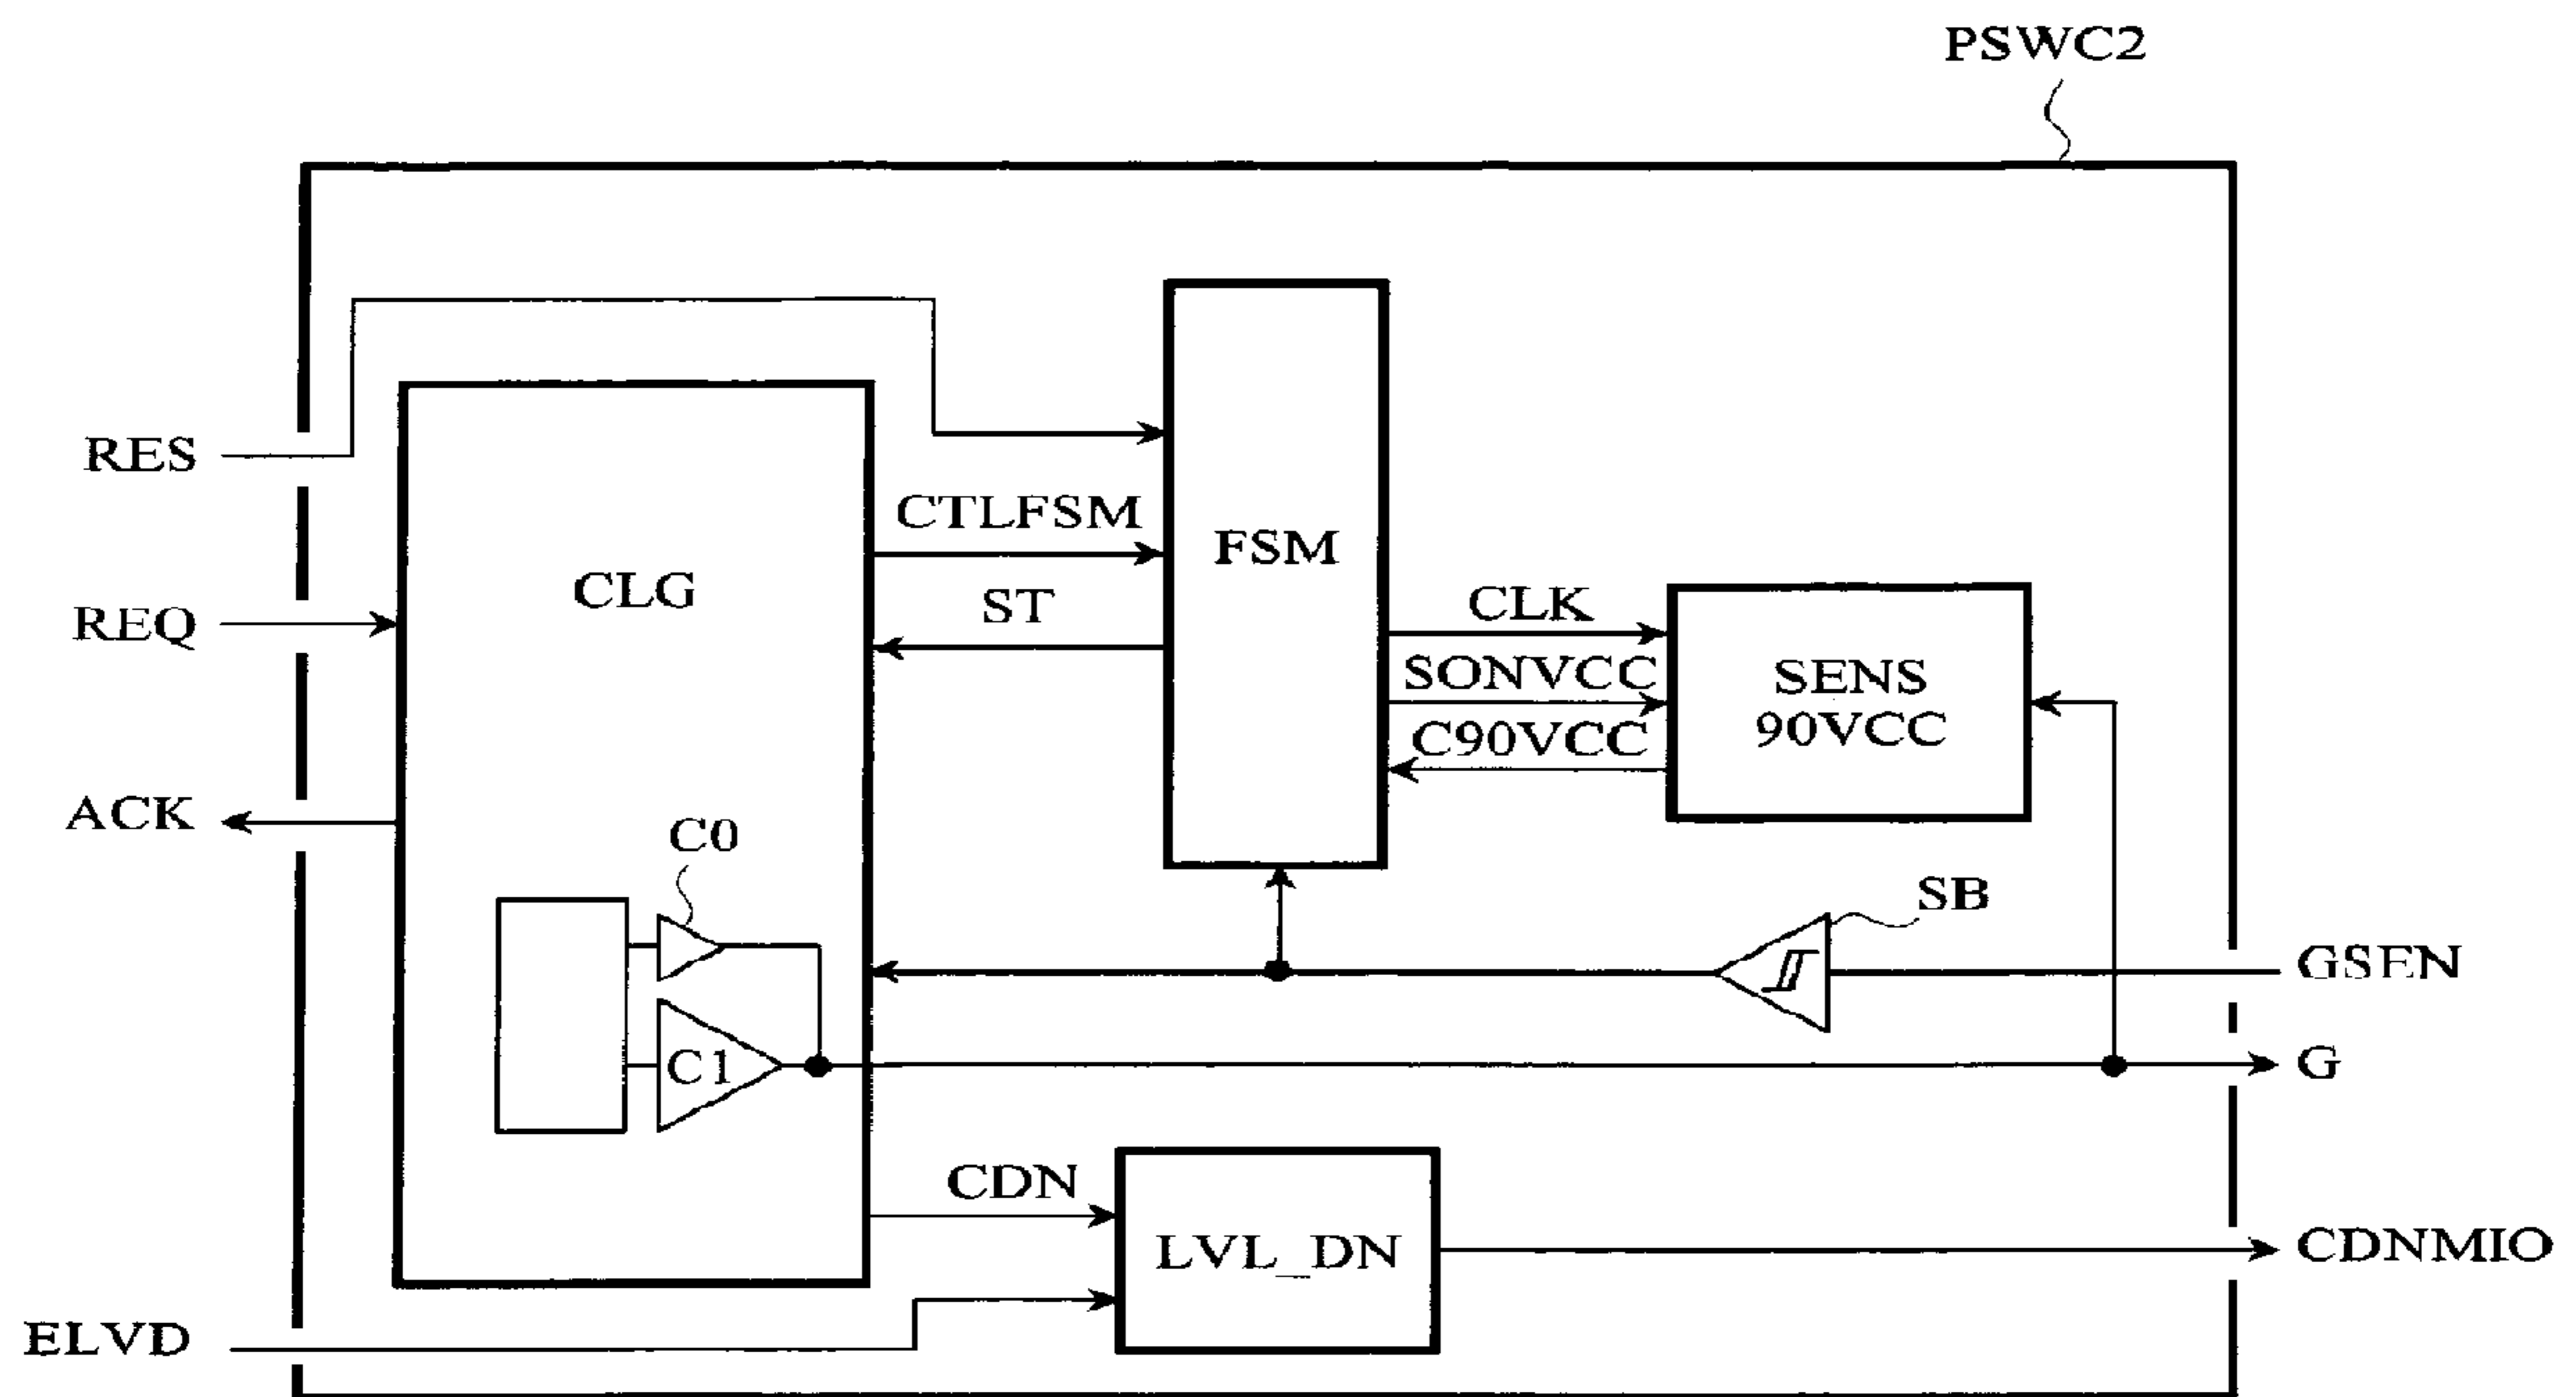 PSWC2
RES
CTLFSM
FSM
CLG
REQ
ST
CLK
SONVCC
C90VCC
SENS
90VCC
ACK
C0
SB
GSEN
C1
G
CDN
LVL_DN
CDNMIO
ELVD